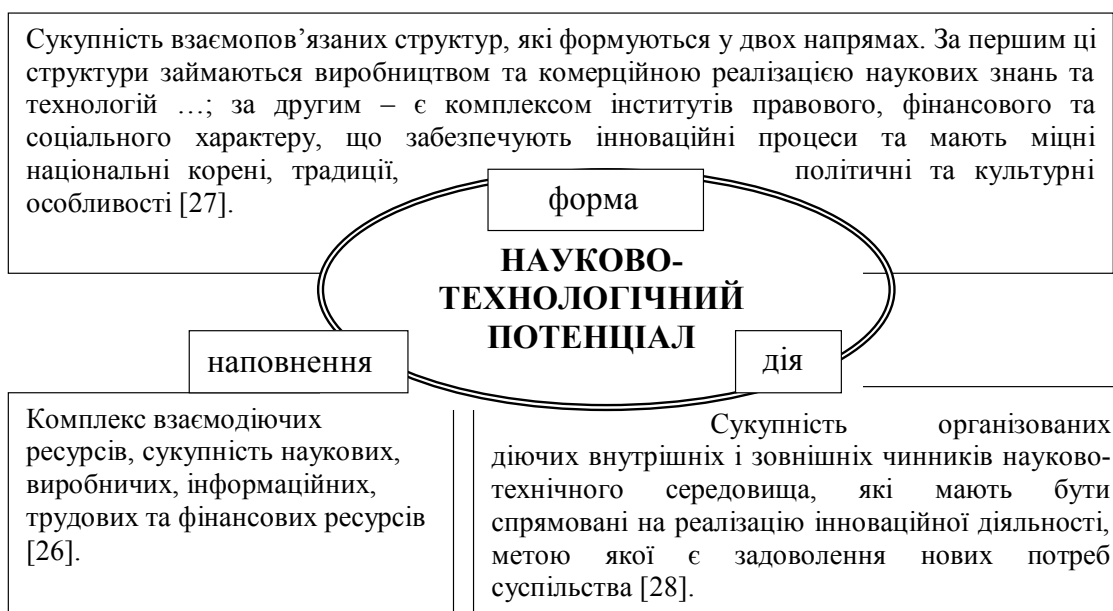 Сукупність взаємопов’язаних структур, які формуються у двох напрямах. За першим ці
структури займаються виробництвом та комерційною реалізацією наукових знань та
технологій …; за другим – є комплексом інститутів правового, фінансового та
соціального характеру, що забезпечують інноваційні процеси та мають міцні
національні корені, традиції, політичні та культурні
особливості [27].
форма
НАУКОВО-
ТЕХНОЛОГІЧНИЙ
ПОТЕНЦІАЛ
наповнення
дія
Комплекс взаємодіючих
ресурсів, сукупність наукових,
виробничих, інформаційних,
трудових та фінансових ресурсів
[26].
Сукупність організованих
діючих внутрішніх і зовнішніх чинників науково-
технічного середовища, які мають бути
спрямовані на реалізацію інноваційної діяльності,
метою якої є задоволення нових потреб
суспільства [28].